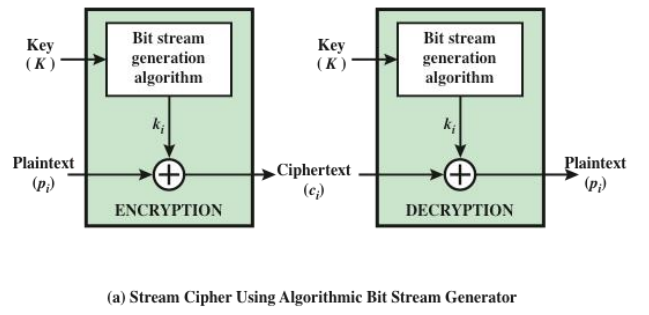 Key
(K)
Bit stream
generation
algorithm
k_i
Plaintext
(p_i)
ENCRYPTION
Ciphertext
(c_i)
Key
(K)
Bit stream
generation
algorithm
k_i
DECRYPTION
Plaintext
(p_i)
(a) Stream Cipher Using Algorithmic Bit Stream Generator